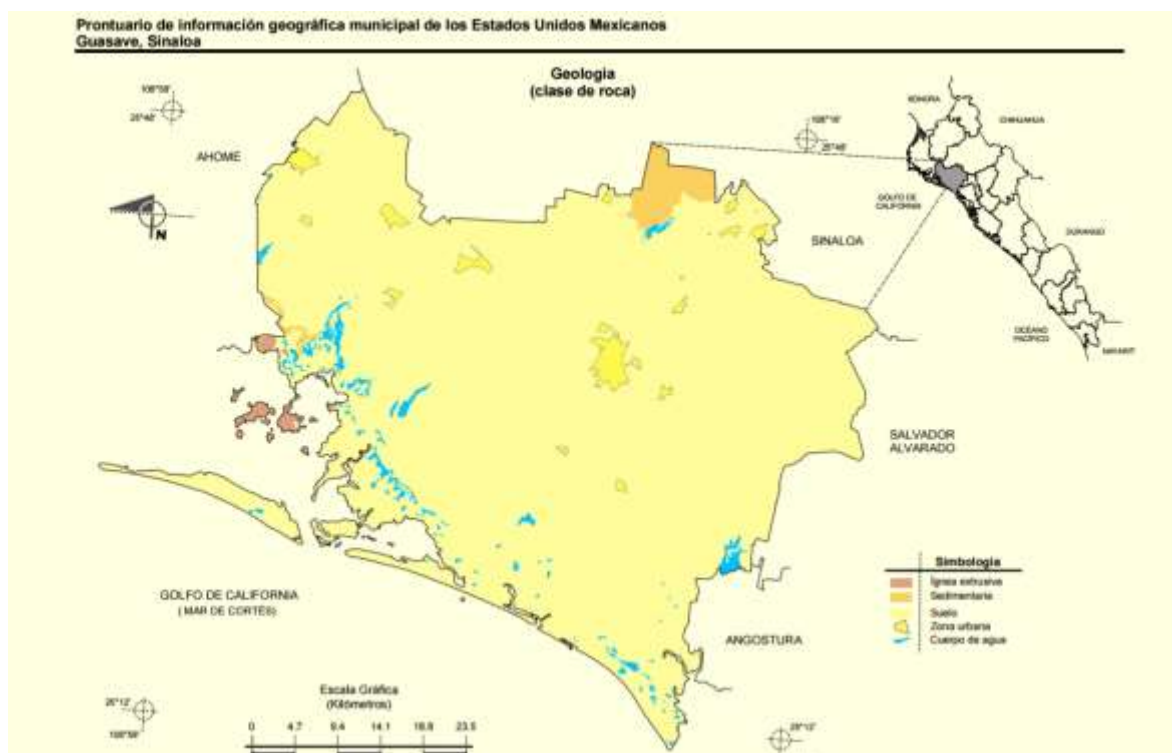 Prontuario de información geográfica municipal de los Estados Unidos Mexicanos
Guasave, Sinaloa
Geología
(clase de roca)
AHOME
N
SONORA
CHIHUAHUA
GOLFO DE
CALIFORNIA
DURANGO
SINALOA
OCÉANO
PACÍFICO
NAYARIT
SALVADOR
ALVARADO
GOLFO DE CALIFORNIA
( MAR DE CORTÉS)
ANGOSTURA
Simbología
Ígnea extrusiva
Sedimentaria
Suelo
Zona urbana
Cuerpo de agua
Escala Gráfica
(Kilómetros)
0 4.7 9.4 14.1 18.8 23.5